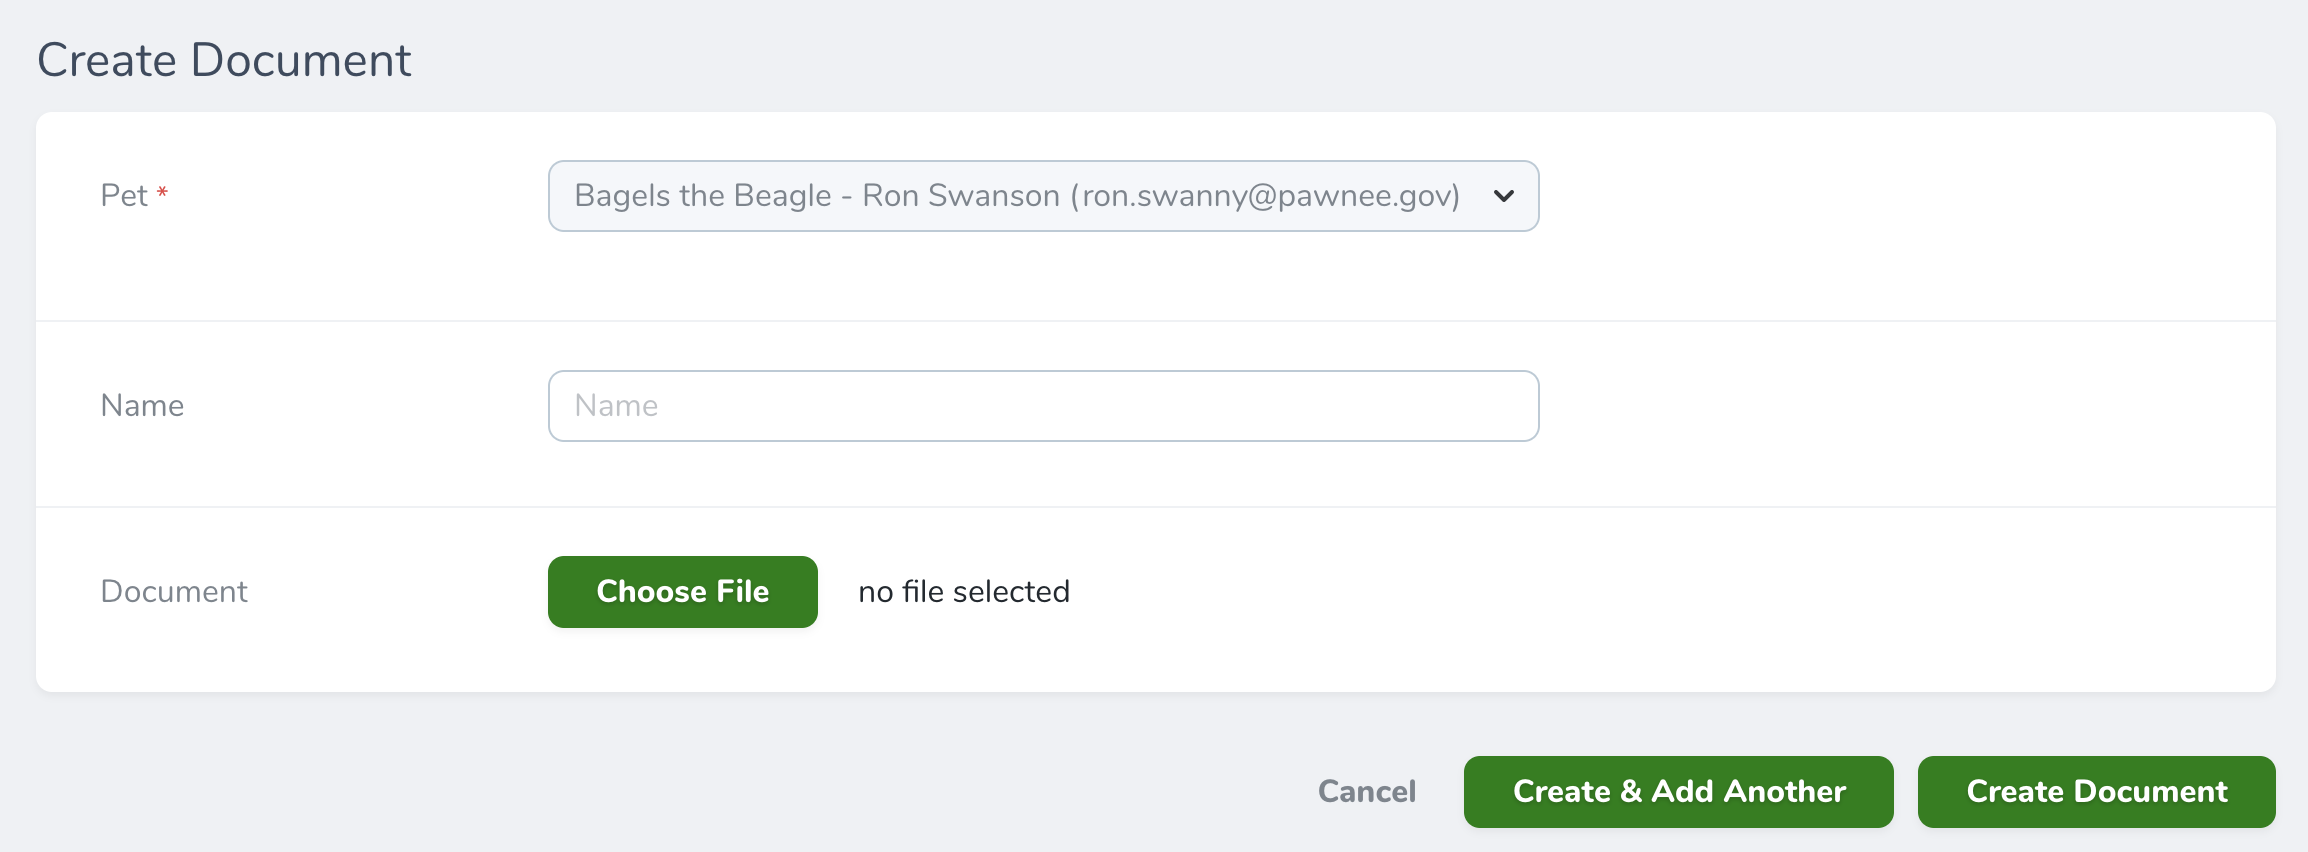 Create Document
Pet *
Bagels the Beagle - Ron Swanson (ron.swanny@pawnee.gov)
Name
Name
Document
Choose File
no file selected
Cancel
Create & Add Another
Create Document